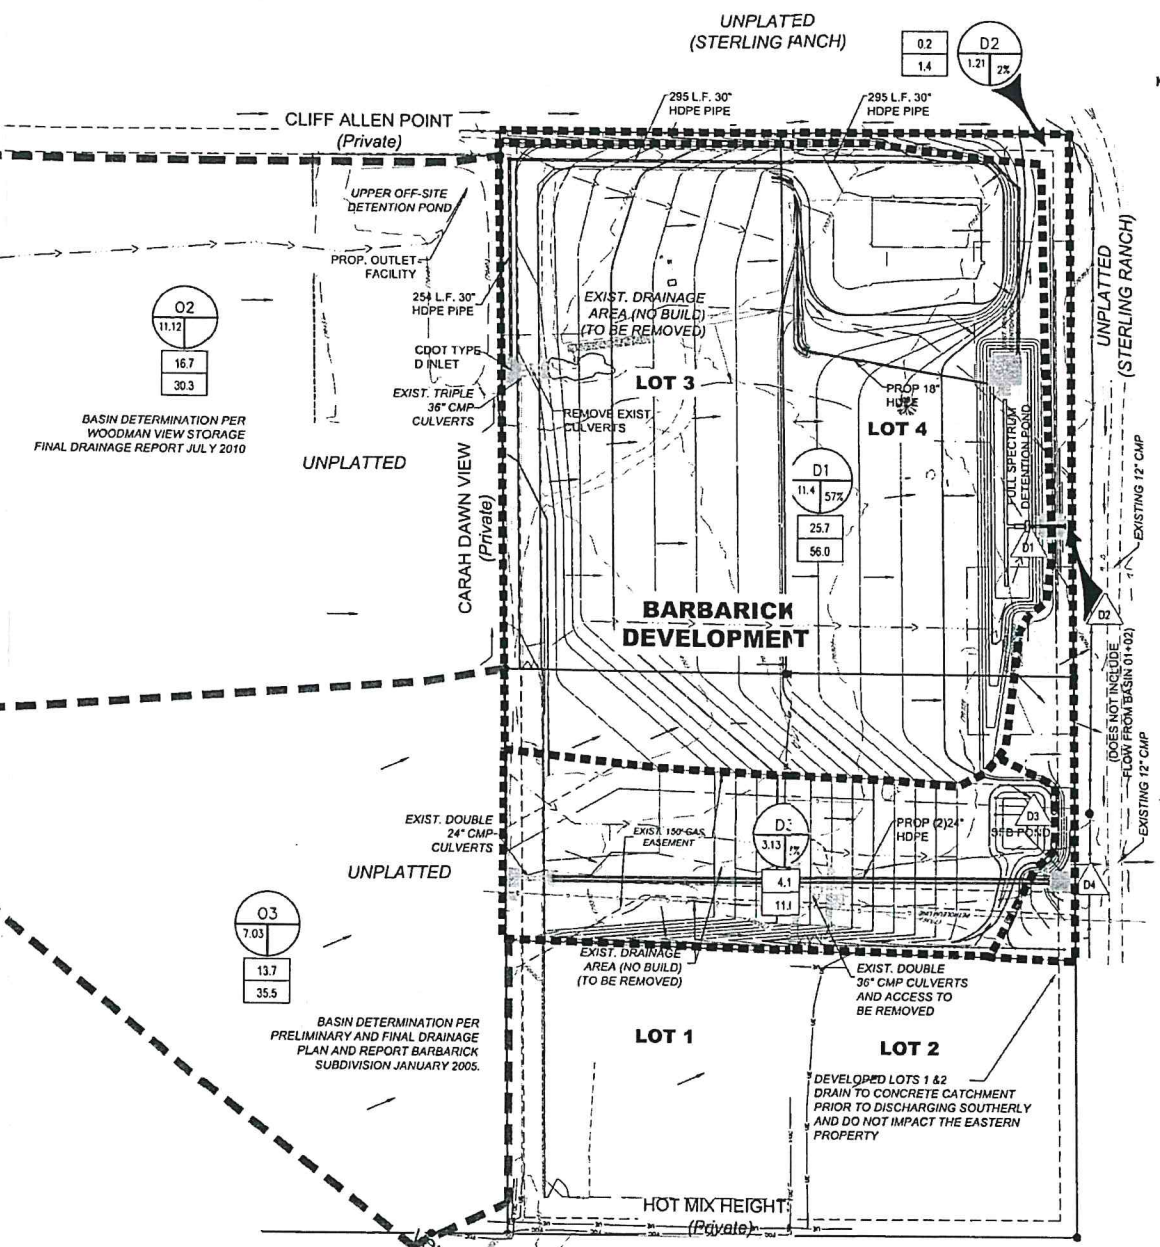 UNPLATED
(STERLING RANCH)
0.2
1.4
D2
1.21
2%
295 L.F. 30"
HDPE PIPE
295 L.F. 30"
HDPE PIPE
CLIFF ALLEN POINT
(Private)
UPPER OFF-SITE
DETENTION POND
PROP. OUTLET
FACILITY
254 L.F. 30"
HDPE PIPE
EXIST. DRAINAGE
AREA (NO BUILD)
(TO BE REMOVED)
UNPLATTED
(STERLING RANCH)
O2
11.12
16.7
30.3
CDOT TYPE
D INLET
EXIST. TRIPLE
36" CMP
CULVERTS
LOT 3
REMOVE EXIST.
CULVERTS
PROP 18"
HDPE
LOT 4
BASIN DETERMINATION PER
WOODMAN VIEW STORAGE
FINAL DRAINAGE REPORT JULY 2010
UNPLATTED
CARAH DAWN VIEW
(Private)
D1
11.4
57%
25.7
56.0
FULL SPECTRUM
DETENTION POND
EXISTING 12" CMP
D1
D2
BARBARICK
DEVELOPMENT
(DOES NOT INCLUDE
FLOW FROM BASIN 01+02)
EXISTING 12" CMP
EXIST. DOUBLE
24" CMP
CULVERTS
EXIST. 150' GAS
EASEMENT
D3
3.13
4.1
PROP (2)24"
HDPE
D3
SFB POND
D4
UNPLATTED
O3
7.03
13.7
35.5
EXIST. DRAINAGE
AREA (NO BUILD)
(TO BE REMOVED)
EXIST. DOUBLE
36" CMP CULVERTS
AND ACCESS TO
BE REMOVED
BASIN DETERMINATION PER
PRELIMINARY AND FINAL DRAINAGE
PLAN AND REPORT BARBARICK
SUBDIVISION JANUARY 2005.
LOT 1
LOT 2
DEVELOPED LOTS 1 &2
DRAIN TO CONCRETE CATCHMENT
PRIOR TO DISCHARGING SOUTHERLY
AND DO NOT IMPACT THE EASTERN
PROPERTY
HOT MIX HEIGHT
(Private)